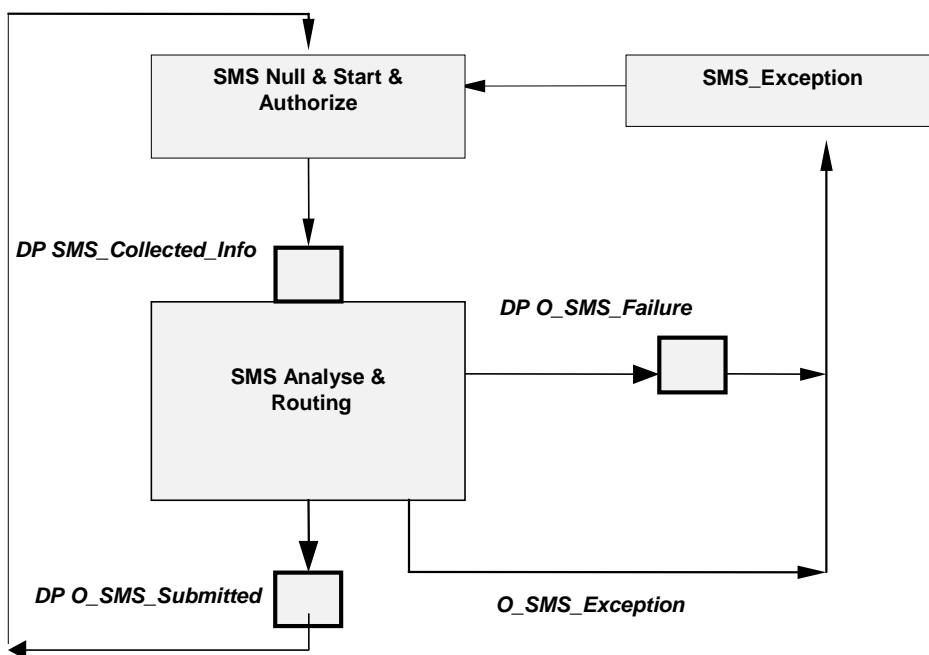 SMS Null & Start &
Authorize
SMS_Exception
DP SMS_Collected_Info
DP O_SMS_Failure
SMS Analyse &
Routing
DP O_SMS_Submitted
O_SMS_Exception